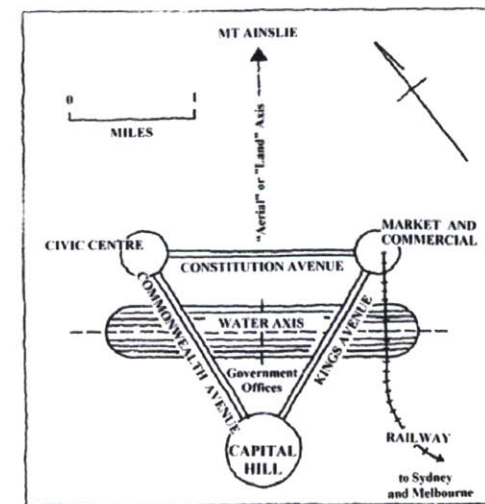 MT AINSLIE
0 1
MILES
"Aerial" or "Land" Axis
CIVIC CENTRE
MARKET AND
COMMERCIAL
CONSTITUTION AVENUE
COMMONWEALTH AVENUE
WATER AXIS
KINGS AVENUE
Government
Offices
CAPITAL
HILL
RAILWAY
to Sydney
and Melbourne